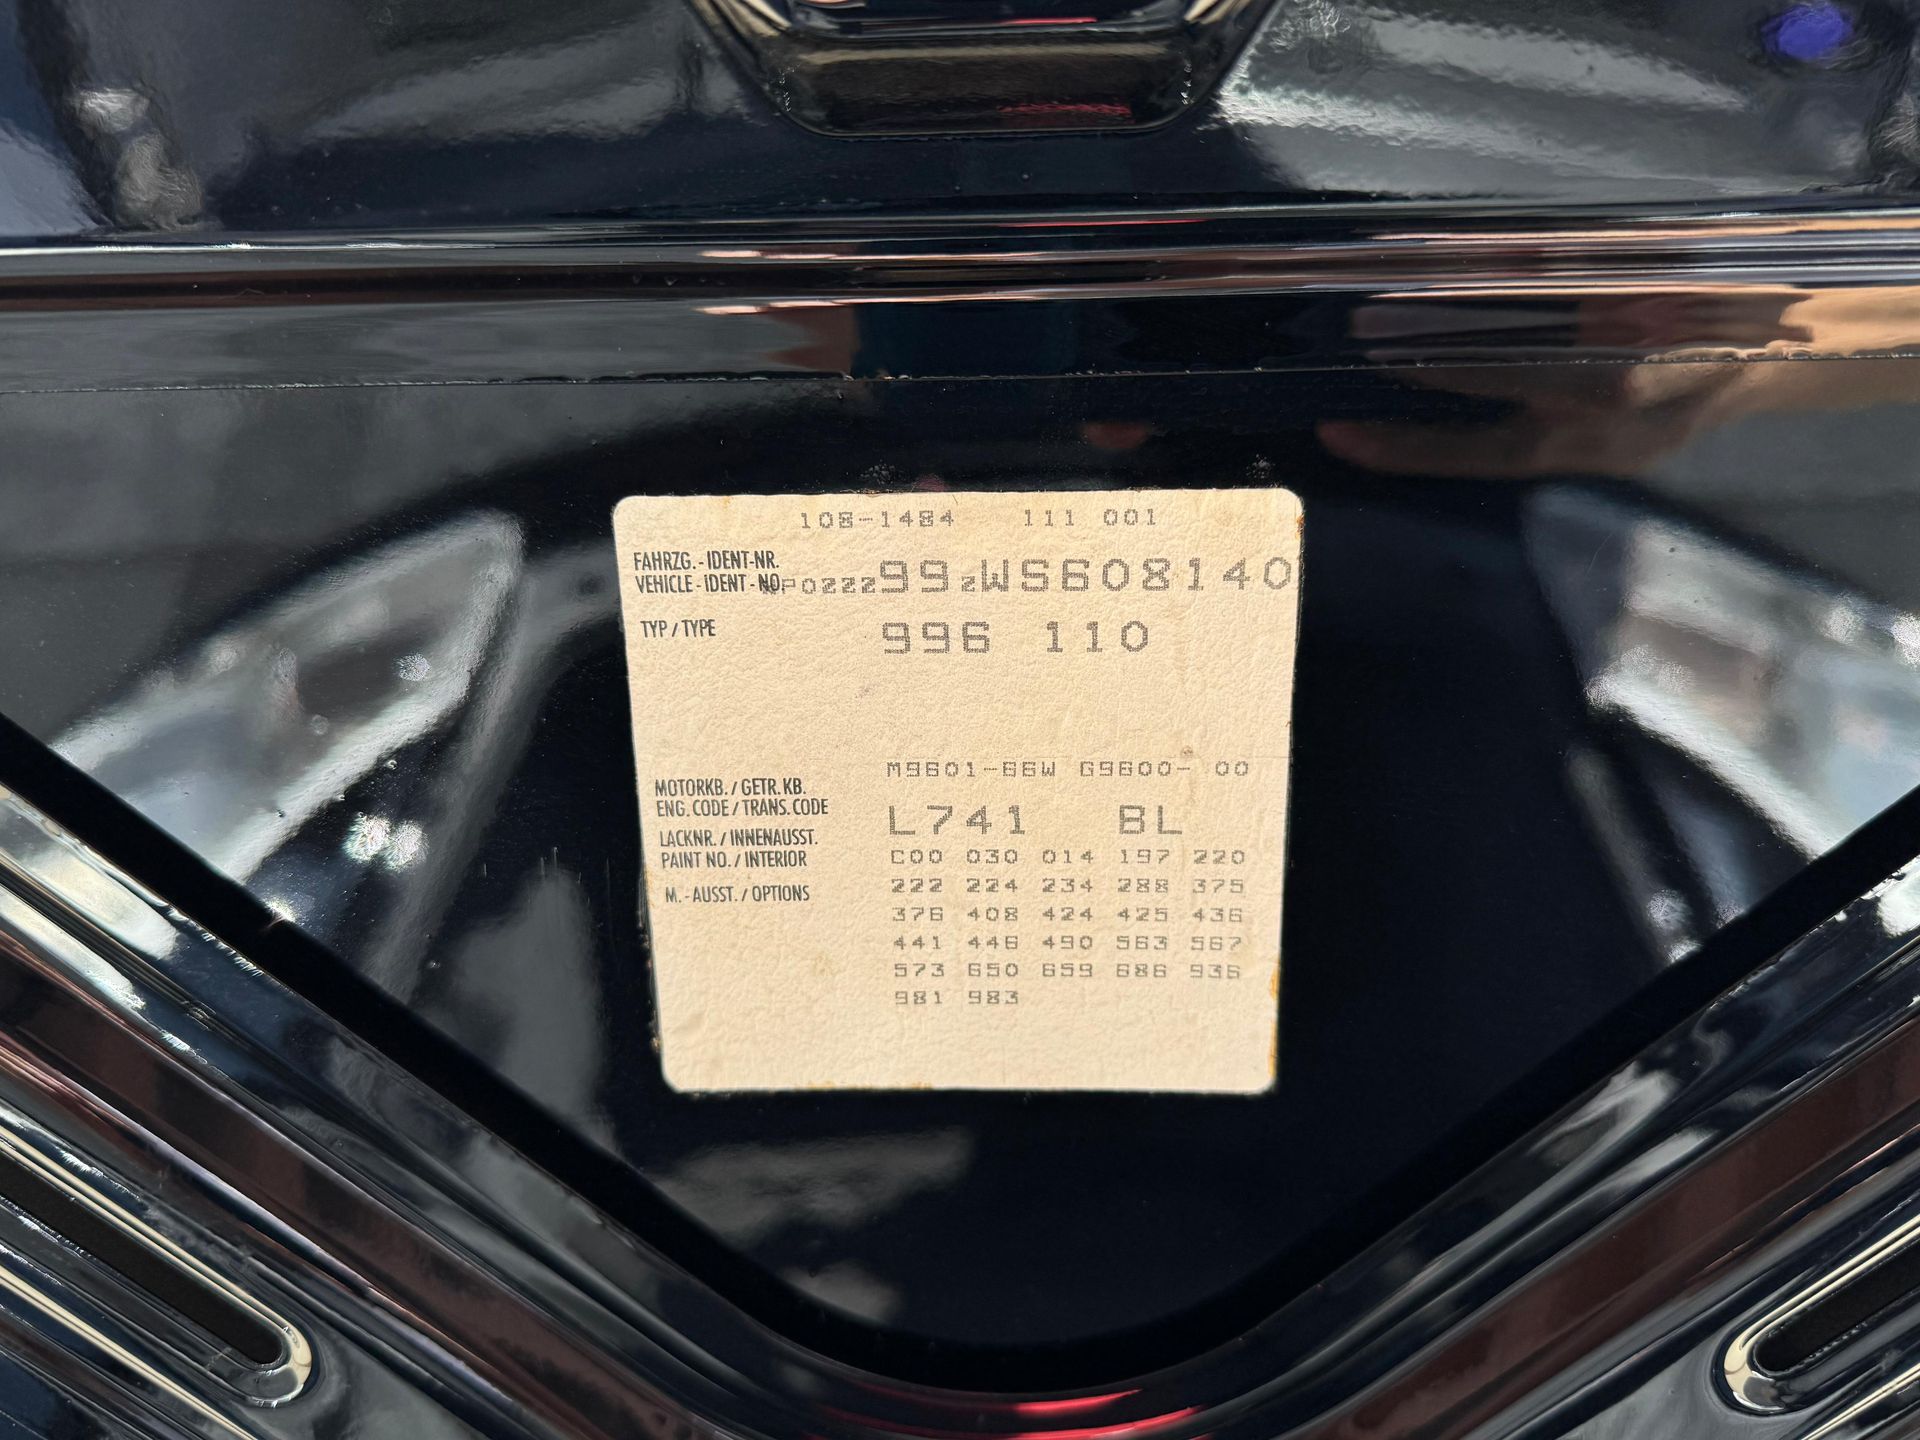 108-1484 111 001
FAHRZG.-IDENT-NR.
VEHICLE-IDENT-NO. WP0ZZZ99ZWS608140
TYP / TYPE 996 110
M9601-66W G9600- 00
MOTORKB. / GETR. KB.
ENG. CODE / TRANS. CODE
L741 BL
LACKNR. / INNENAUSST.
PAINT NO. / INTERIOR
C00 030 014 197 220
M.-AUSST. / OPTIONS
222 224 234 288 375
376 408 424 425 436
441 446 490 563 567
573 650 659 686 936
981 983